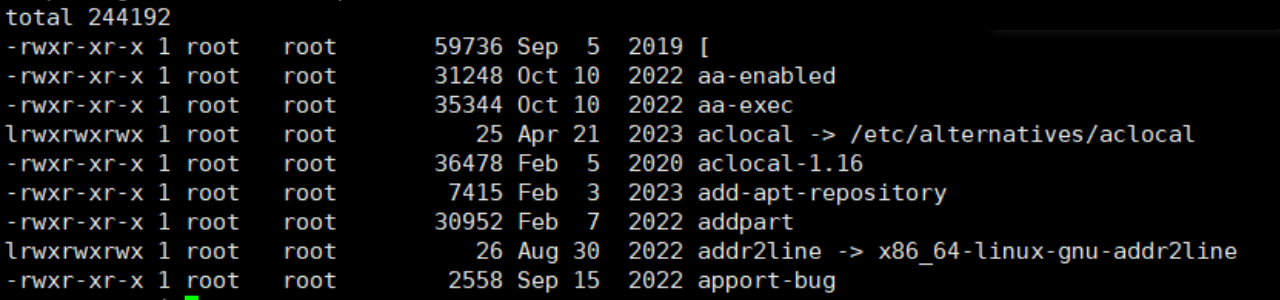 total 244192
-rwxr-xr-x 1 root   root       59736 Sep  5  2019 [
-rwxr-xr-x 1 root   root       31248 Oct 10  2022 aa-enabled
-rwxr-xr-x 1 root   root       35344 Oct 10  2022 aa-exec
lrwxrwxrwx 1 root   root          25 Apr 21  2023 aclocal -> /etc/alternatives/aclocal
-rwxr-xr-x 1 root   root       36478 Feb  5  2020 aclocal-1.16
-rwxr-xr-x 1 root   root        7415 Feb  3  2023 add-apt-repository
-rwxr-xr-x 1 root   root       30952 Feb  7  2022 addpart
lrwxrwxrwx 1 root   root          26 Aug 30  2022 addr2line -> x86_64-linux-gnu-addr2line
-rwxr-xr-x 1 root   root        2558 Sep 15  2022 apport-bug